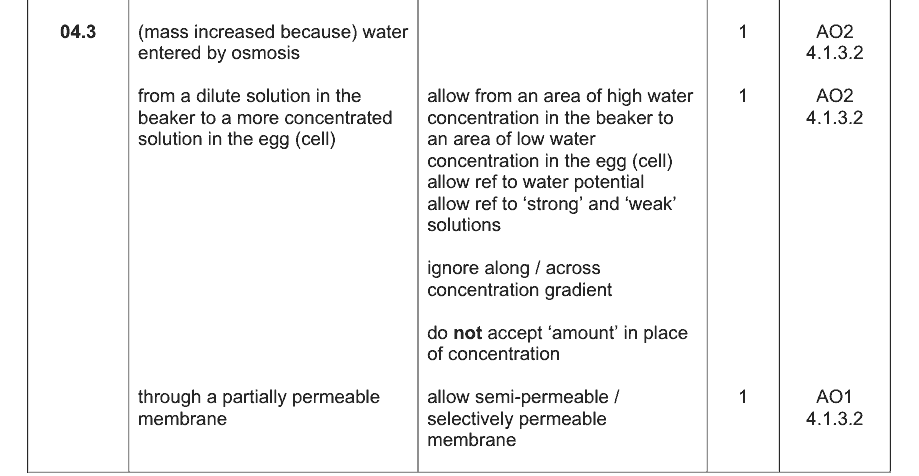 04.3 (mass increased because) water 1 AO2
entered by osmosis 4.1.3.2
from a dilute solution in the allow from an area of high water 1 AO2
beaker to a more concentrated concentration in the beaker to 4.1.3.2
solution in the egg (cell) an area of low water
concentration in the egg (cell)
allow ref to water potential
allow ref to ‘strong’ and ‘weak’
solutions
ignore along / across
concentration gradient
do not accept ‘amount’ in place
of concentration
through a partially permeable allow semi-permeable / 1 AO1
membrane selectively permeable 4.1.3.2
membrane